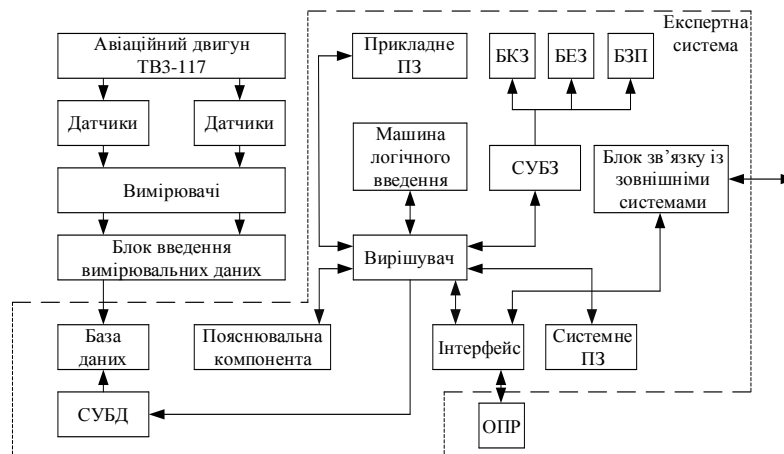 Експертна
система
Авіаційний двигун
ТВ3-117
Прикладне
ПЗ
БКЗ
БЕЗ
БЗП
Датчики
Датчики
Машина
логічного
введення
СУБЗ
Блок зв’язку із
зовнішніми
системами
Вимірювачі
Блок введення
вимірювальних даних
Вирішувач
База
даних
Пояснювальна
компонента
Інтерфейс
Системне
ПЗ
СУБД
ОПР